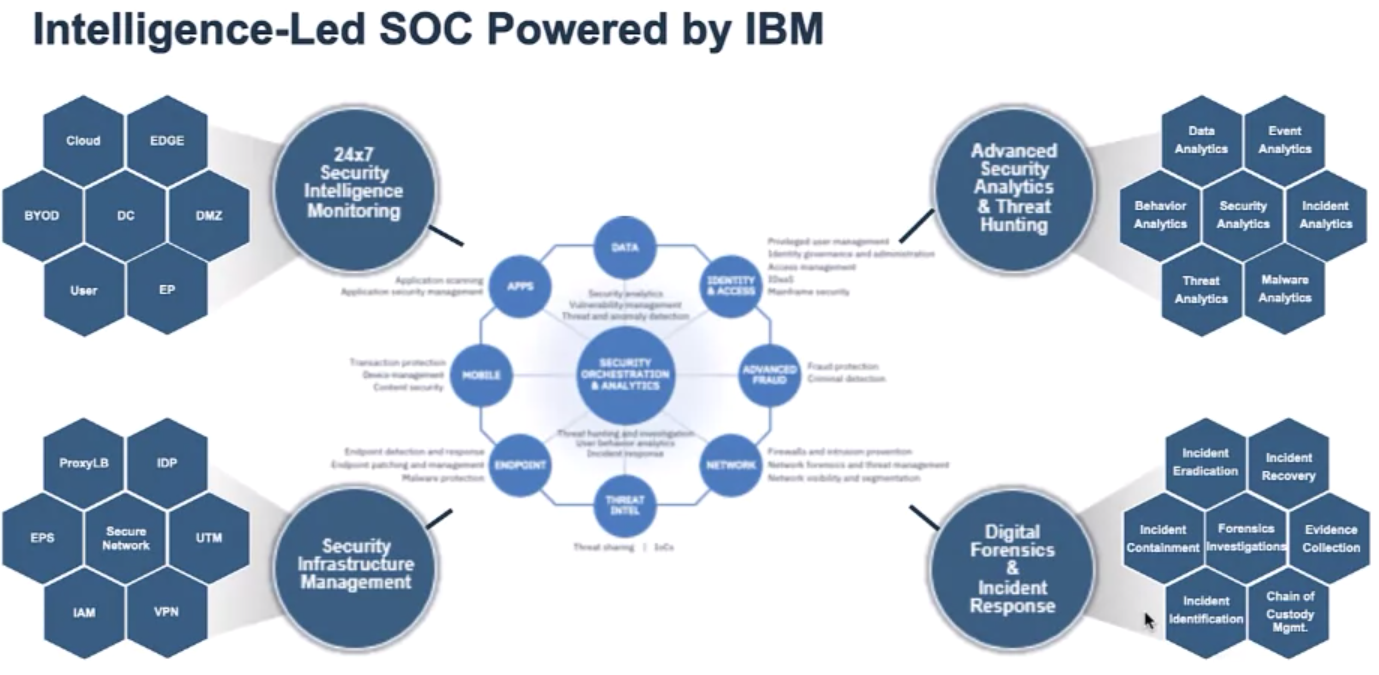 Intelligence-Led SOC Powered by IBM
Cloud
EDGE
BYOD
DC
DMZ
User
EP
24x7
Security
Intelligence
Monitoring
Advanced
Security
Analytics
& Threat
Hunting
Data
Analytics
Event
Analytics
Behavior
Analytics
Security
Analytics
Incident
Analytics
Threat
Analytics
Malware
Analytics
DATA
Security analytics
Vulnerability management
Threat and anomaly detection
APPS
Application scanning
Application security management
IDENTITY
& ACCESS
Privileged user management
Identity governance and administration
Access management
IDaaS
Mainframe security
MOBILE
Transaction protection
Device management
Content security
SECURITY
ORCHESTRATION
& ANALYTICS
ADVANCED
FRAUD
Fraud protection
Criminal detection
ENDPOINT
Endpoint detection and response
Endpoint patching and management
Malware protection
Threat hunting and investigation
User behavior analytics
Incident response
THREAT
INTEL
Threat sharing | IoCs
NETWORK
Firewalls and intrusion prevention
Network forensics and threat management
Network visibility and segmentation
ProxyLB
IDP
EPS
Secure
Network
UTM
IAM
VPN
Security
Infrastructure
Management
Digital
Forensics
&
Incident
Response
Incident
Eradication
Incident
Recovery
Incident
Containment
Forensics
Investigations
Evidence
Collection
Incident
Identification
Chain of
Custody
Mgmt.